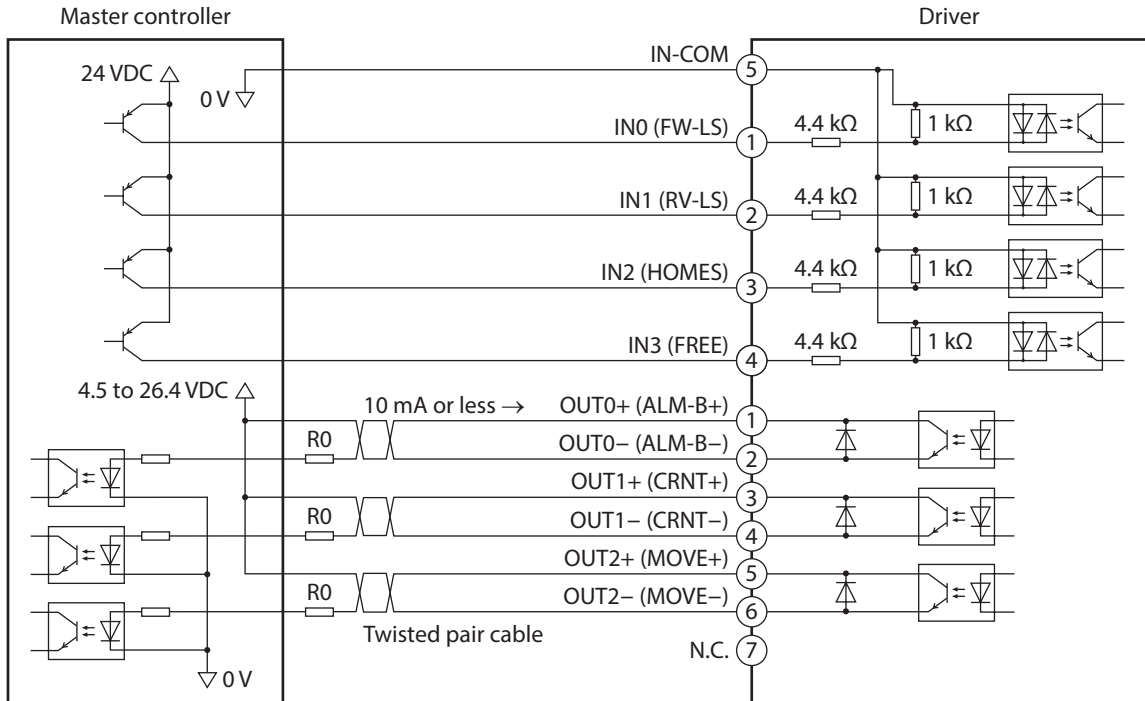 Master controller
Driver
24 VDC
0 V
IN-COM
5
IN0 (FW-LS)
1
4.4 kΩ
1 kΩ
IN1 (RV-LS)
2
4.4 kΩ
1 kΩ
IN2 (HOMES)
3
4.4 kΩ
1 kΩ
IN3 (FREE)
4
4.4 kΩ
1 kΩ
4.5 to 26.4 VDC
10 mA or less →
OUT0+ (ALM-B+)
1
R0
OUT0− (ALM-B−)
2
OUT1+ (CRNT+)
3
R0
OUT1− (CRNT−)
4
OUT2+ (MOVE+)
5
R0
OUT2− (MOVE−)
6
Twisted pair cable
N.C.
7
0 V